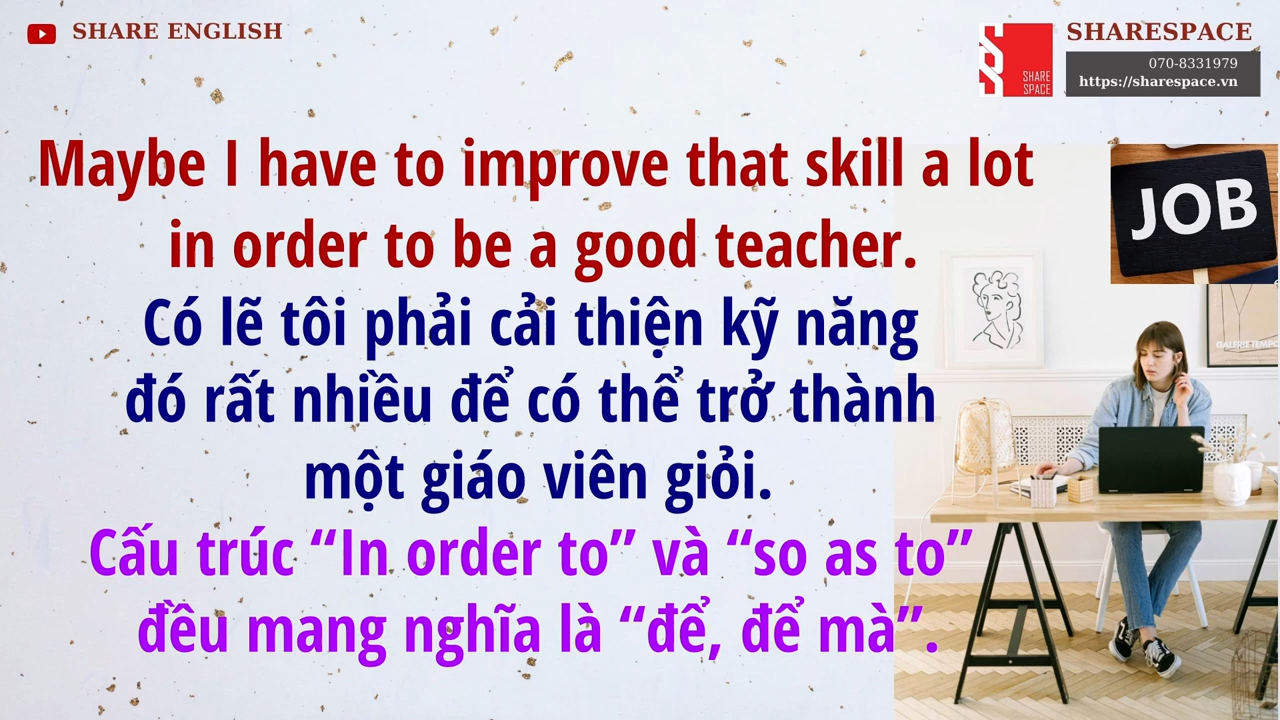 SHARE ENGLISH
SHARESPACE
070-8331979
https://sharespace.vn
SHARE
SPACE
Maybe I have to improve that skill a lot
in order to be a good teacher.
JOB
Có lẽ tôi phải cải thiện kỹ năng
đó rất nhiều để có thể trở thành
một giáo viên giỏi.
GALERIE TEMPO
Cấu trúc “In order to” và “so as to”
đều mang nghĩa là “để, để mà”.